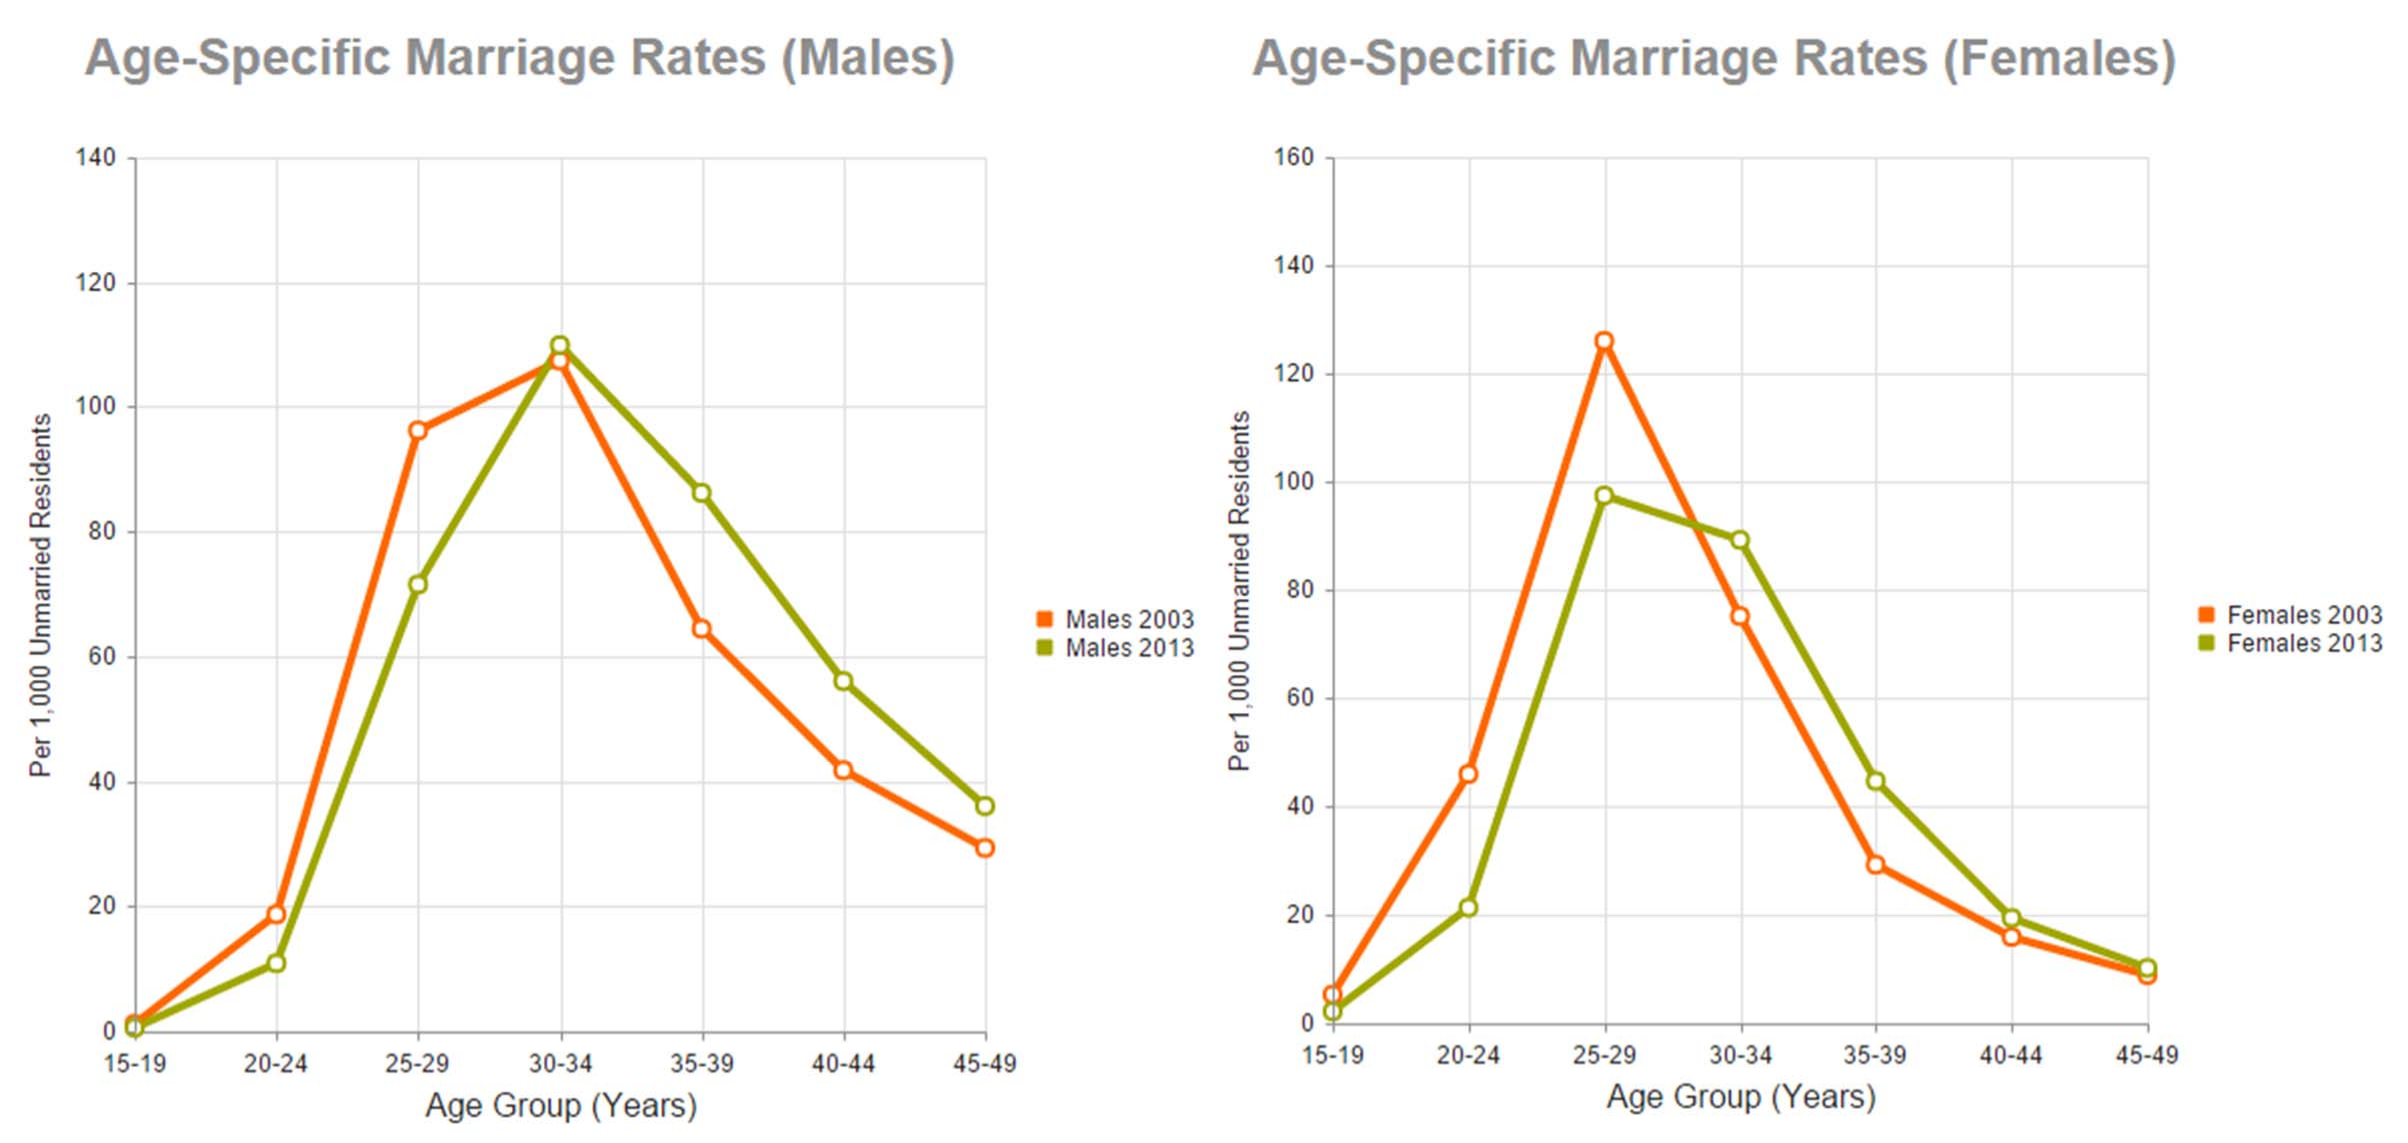 Age-Specific Marriage Rates (Males)
140
120
100
80
60
40
20
0
Per 1,000 Unmarried Residents
15-19 20-24 25-29 30-34 35-39 40-44 45-49
Age Group (Years)
Males 2003
Males 2013
Age-Specific Marriage Rates (Females)
160
140
120
100
80
60
40
20
0
Per 1,000 Unmarried Residents
15-19 20-24 25-29 30-34 35-39 40-44 45-49
Age Group (Years)
Females 2003
Females 2013